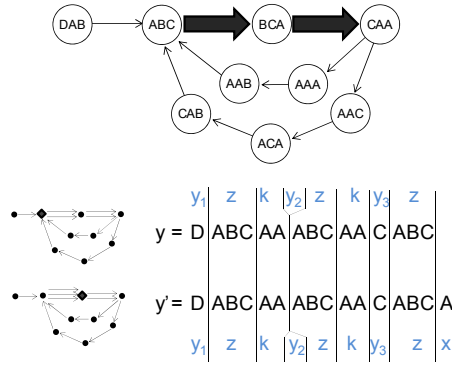 DAB ABC BCA CAA
AAB AAA
CAB AAC
ACA
y₁ z k y₂ z k y₃ z
y = D ABC AA ABC AA C ABC
y' = D ABC AA ABC AA C ABC A
y₁ z k y₂ z k y₃ z x